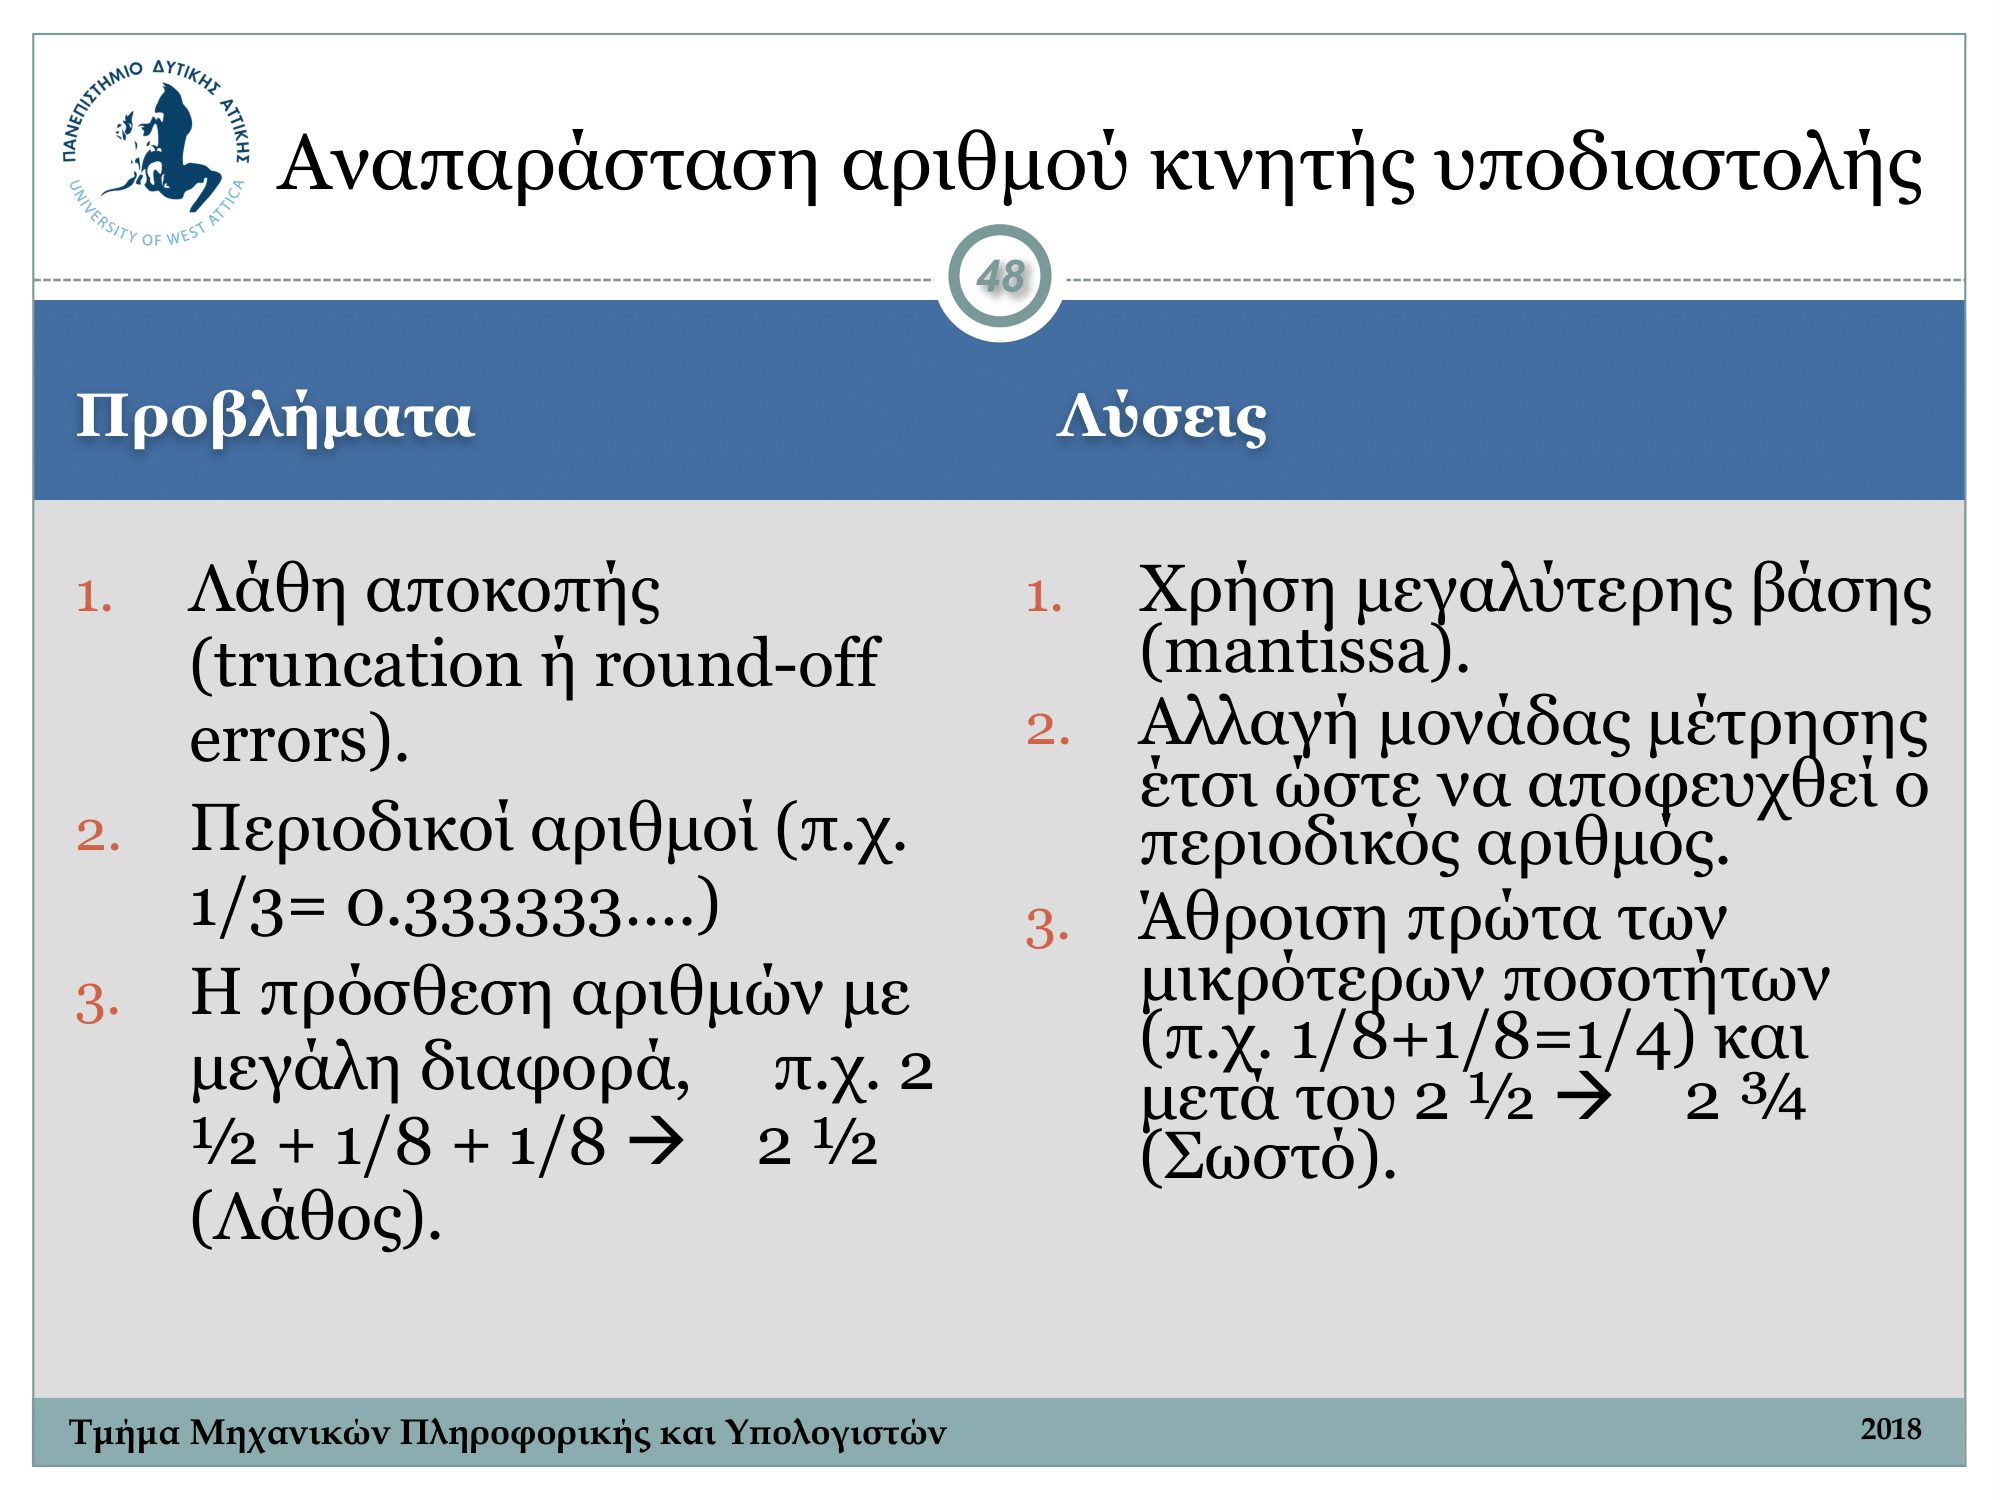 ΠΑΝΕΠΙΣΤΗΜΙΟ ΔΥΤΙΚΗΣ ΑΤΤΙΚΗΣ
UNIVERSITY OF WEST ATTICA
Αναπαράσταση αριθμού κινητής υποδιαστολής
48
Προβλήματα
1. Λάθη αποκοπής
(truncation ή round-off
errors).
2. Περιοδικοί αριθμοί (π.χ.
1/3= 0.333333....)
3. Η πρόσθεση αριθμών με
μεγάλη διαφορά, π.χ. 2
½ + 1/8 + 1/8 → 2 ½
(Λάθος).
Λύσεις
1. Χρήση μεγαλύτερης βάσης
(mantissa).
2. Αλλαγή μονάδας μέτρησης
έτσι ώστε να αποφευχθεί ο
περιοδικός αριθμός.
3. Άθροιση πρώτα των
μικρότερων ποσοτήτων
(π.χ. 1/8+1/8=1/4) και
μετά του 2 ½ → 2 ¾
(Σωστό).
Τμήμα Μηχανικών Πληροφορικής και Υπολογιστών
2018